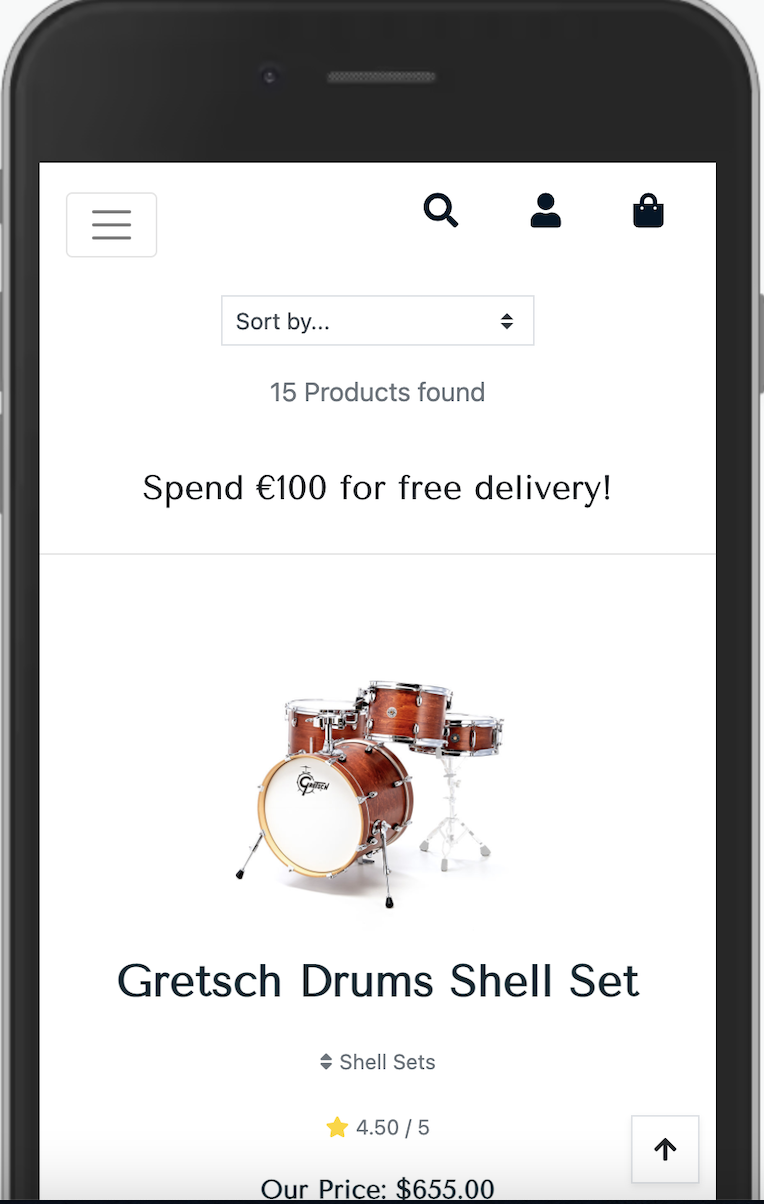 Sort by...
15 Products found
Spend €100 for free delivery!
Gretsch
Gretsch Drums Shell Set
Shell Sets
4.50 / 5
Our Price: $655.00